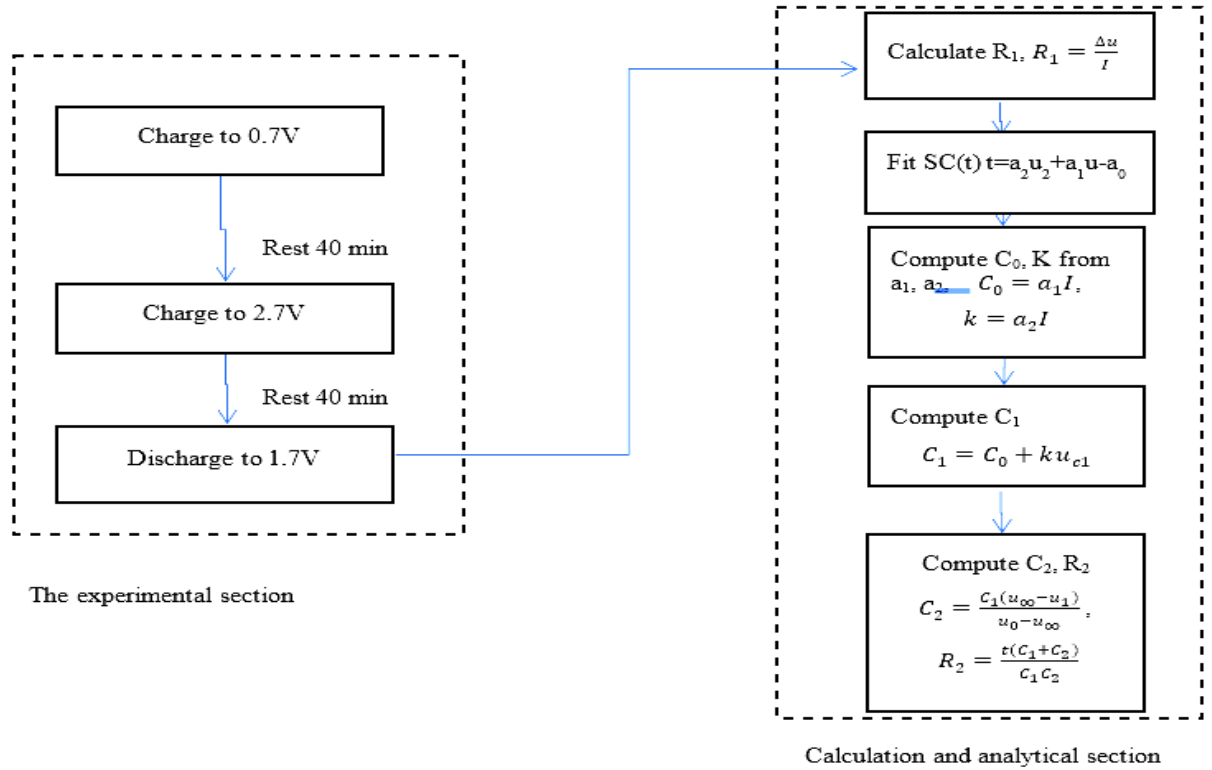 Charge to 0.7V
Rest 40 min
Charge to 2.7V
Rest 40 min
Discharge to 1.7V
The experimental section
Calculate R₁, R₁ = Δu/I
Fit SC(t) t=a₂u₂+a₁u-a₀
Compute C₀, K from
a₁, a₂, C₀ = a₁I,
k = a₂I
Compute C₁
C₁ = C₀ + ku_c1
Compute C₂, R₂
C₂ = C₁(u∞−u₁)/u₀−u∞,
R₂ = t(C₁+C₂)/C₁C₂
Calculation and analytical section